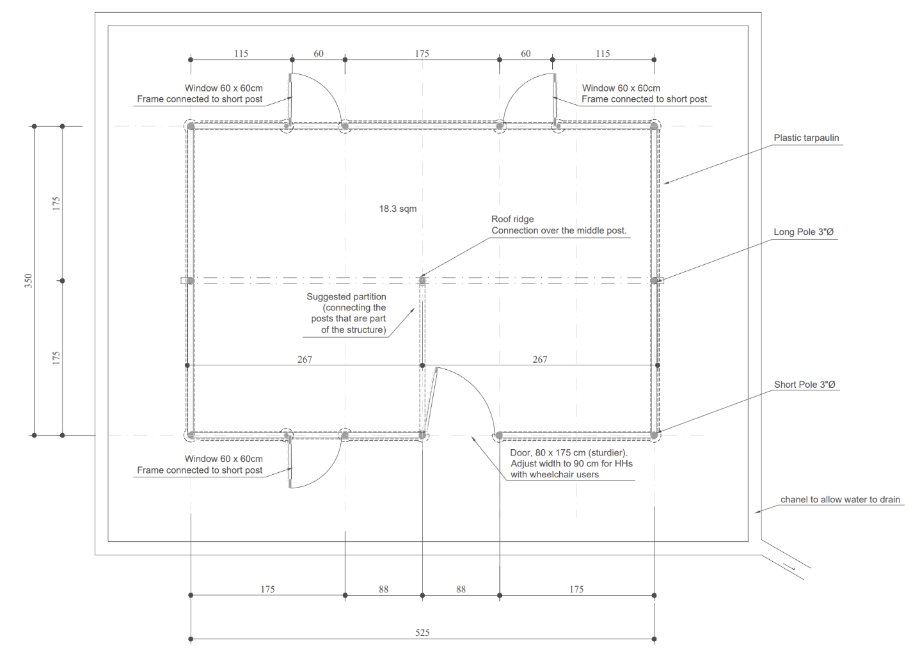 115
60
175
60
115
Window 60 x 60cm
Frame connected to short post
Window 60 x 60cm
Frame connected to short post
Plastic tarpaulin
175
18.3 sqm
Roof ridge
Connection over the middle post.
Long Pole 3"Ø
350
Suggested partition
(connecting the
posts that are part
of the structure)
175
267
267
Short Pole 3"Ø
Window 60 x 60cm
Frame connected to short post
Door, 80 x 175 cm (sturdier).
Adjust width to 90 cm for HHs
with wheelchair users
chanel to allow water to drain
175
88
88
175
525